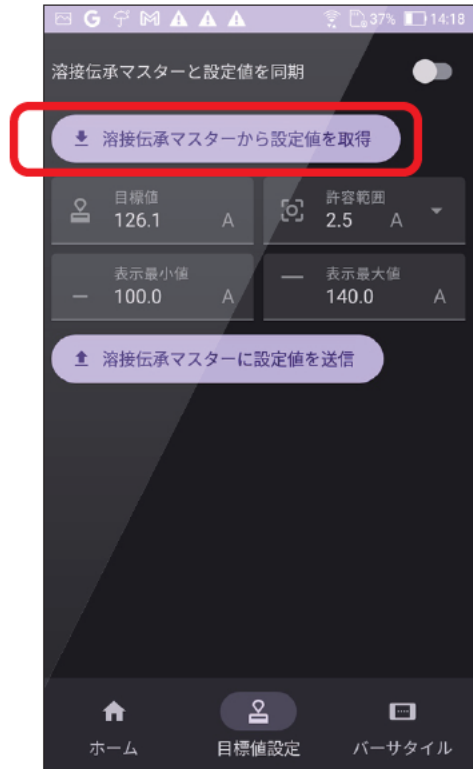 37% 14:18
溶接伝承マスターと設定値を同期
溶接伝承マスターから設定値を取得
目標値
126.1 A
許容範囲
2.5 A
表示最小値
100.0 A
表示最大値
140.0 A
溶接伝承マスターに設定値を送信
ホーム 目標値設定 バーサタイル